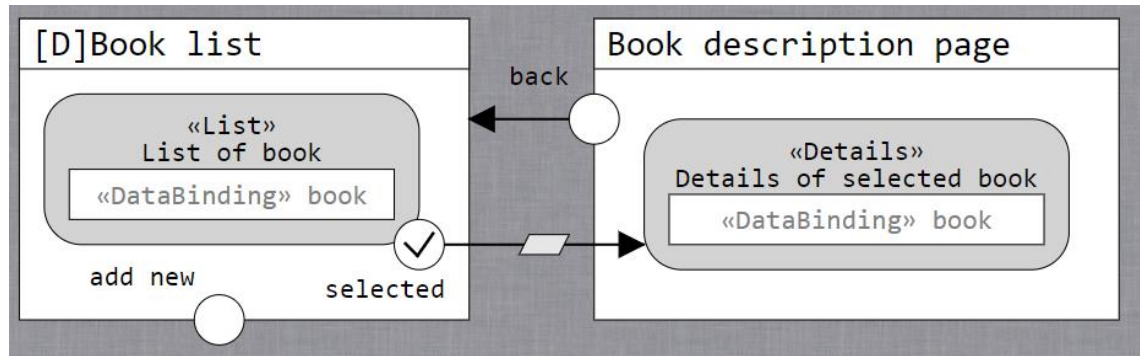 [D]Book list
«List»
List of book
«DataBinding» book
add new
selected
back
Book description page
«Details»
Details of selected book
«DataBinding» book